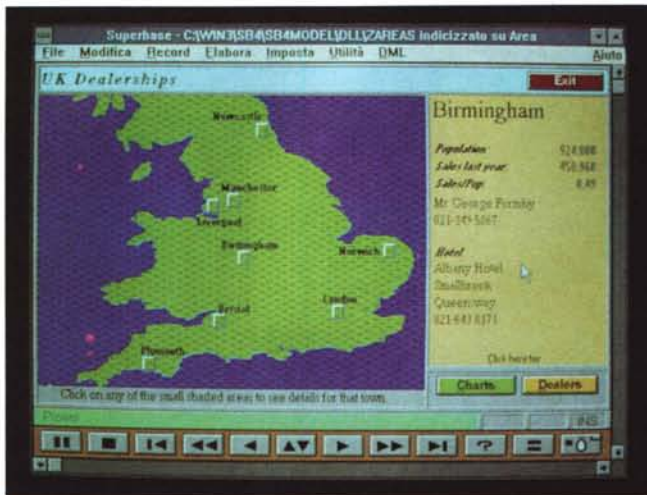 Superbase - C:\WIN3\SB4\SB4MODEL\DLL\ZAREAS indicizzato su Area
File Modifica Record Elabora Imposta Utilità DML Aiuto
UK Dealerships
Exit
Newcastle
Manchester
Liverpool
Birmingham
Norwich
Bristol
London
Plymouth
Click on any of the small shaded areas to see details for that town.
Birmingham
Population:
Sales last year:
Sales/Pop: 0,49
Mr George Formby
Hotel
Albany Hotel
Smallbrook
Queensway
Click here for
Charts Dealers
INS